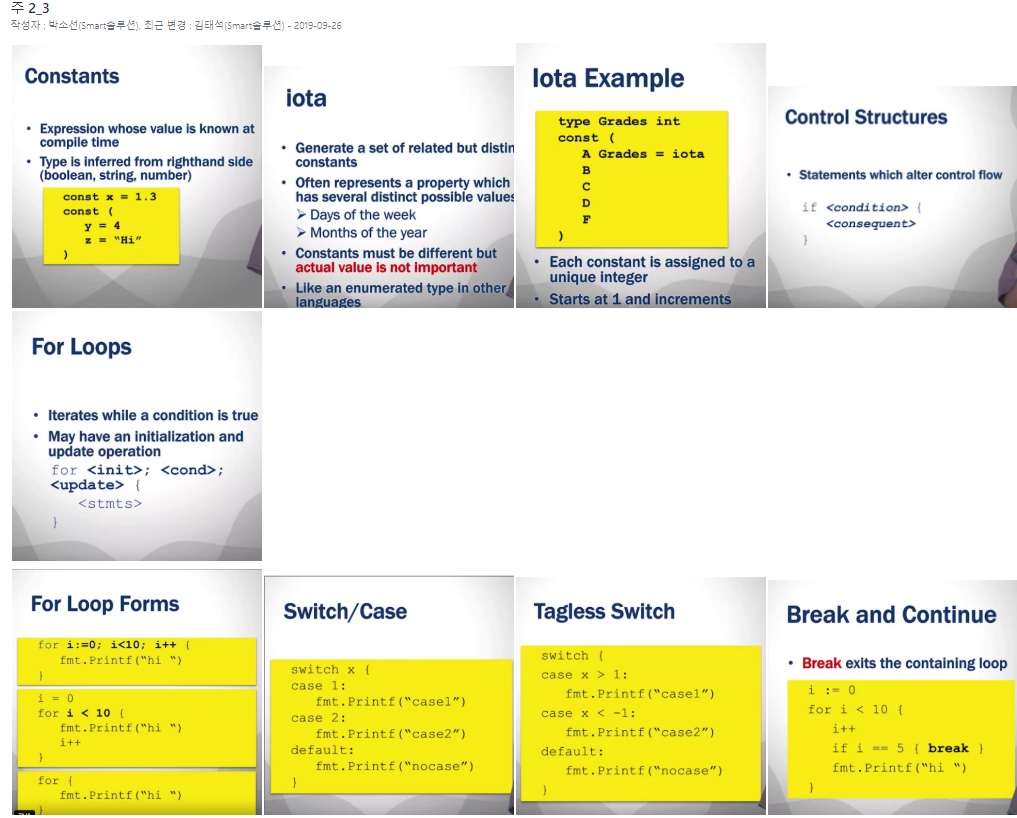 주 2_3
작성자 : 박소선(Smart솔루션), 최근 변경 : 김태석(Smart솔루션) - 2019-09-26
Constants
• Expression whose value is known at
compile time
• Type is inferred from righthand side
(boolean, string, number)
const x = 1.3
const (
y = 4
z = “Hi”
)
iota
• Generate a set of related but distin
constants
• Often represents a property which
has several distinct possible values
➢ Days of the week
➢ Months of the year
• Constants must be different but
actual value is not important
• Like an enumerated type in other
languages
Iota Example
type Grades int
const (
A Grades = iota
B
C
D
F
)
• Each constant is assigned to a
unique integer
• Starts at 1 and increments
Control Structures
• Statements which alter control flow
if <condition> {
<consequent>
}
For Loops
• Iterates while a condition is true
• May have an initialization and
update operation
for <init>; <cond>;
<update> {
<stmts>
}
For Loop Forms
for i:=0; i<10; i++ {
fmt.Printf(“hi “)
}
i = 0
for i < 10 {
fmt.Printf(“hi “)
i++
}
for {
fmt.Printf(“hi “)
}
Switch/Case
switch x {
case 1:
fmt.Printf(“case1”)
case 2:
fmt.Printf(“case2”)
default:
fmt.Printf(“nocase”)
}
Tagless Switch
switch {
case x > 1:
fmt.Printf(“case1”)
case x < -1:
fmt.Printf(“case2”)
default:
fmt.Printf(“nocase”)
}
Break and Continue
• Break exits the containing loop
i := 0
for i < 10 {
i++
if i == 5 { break }
fmt.Printf(“hi “)
}